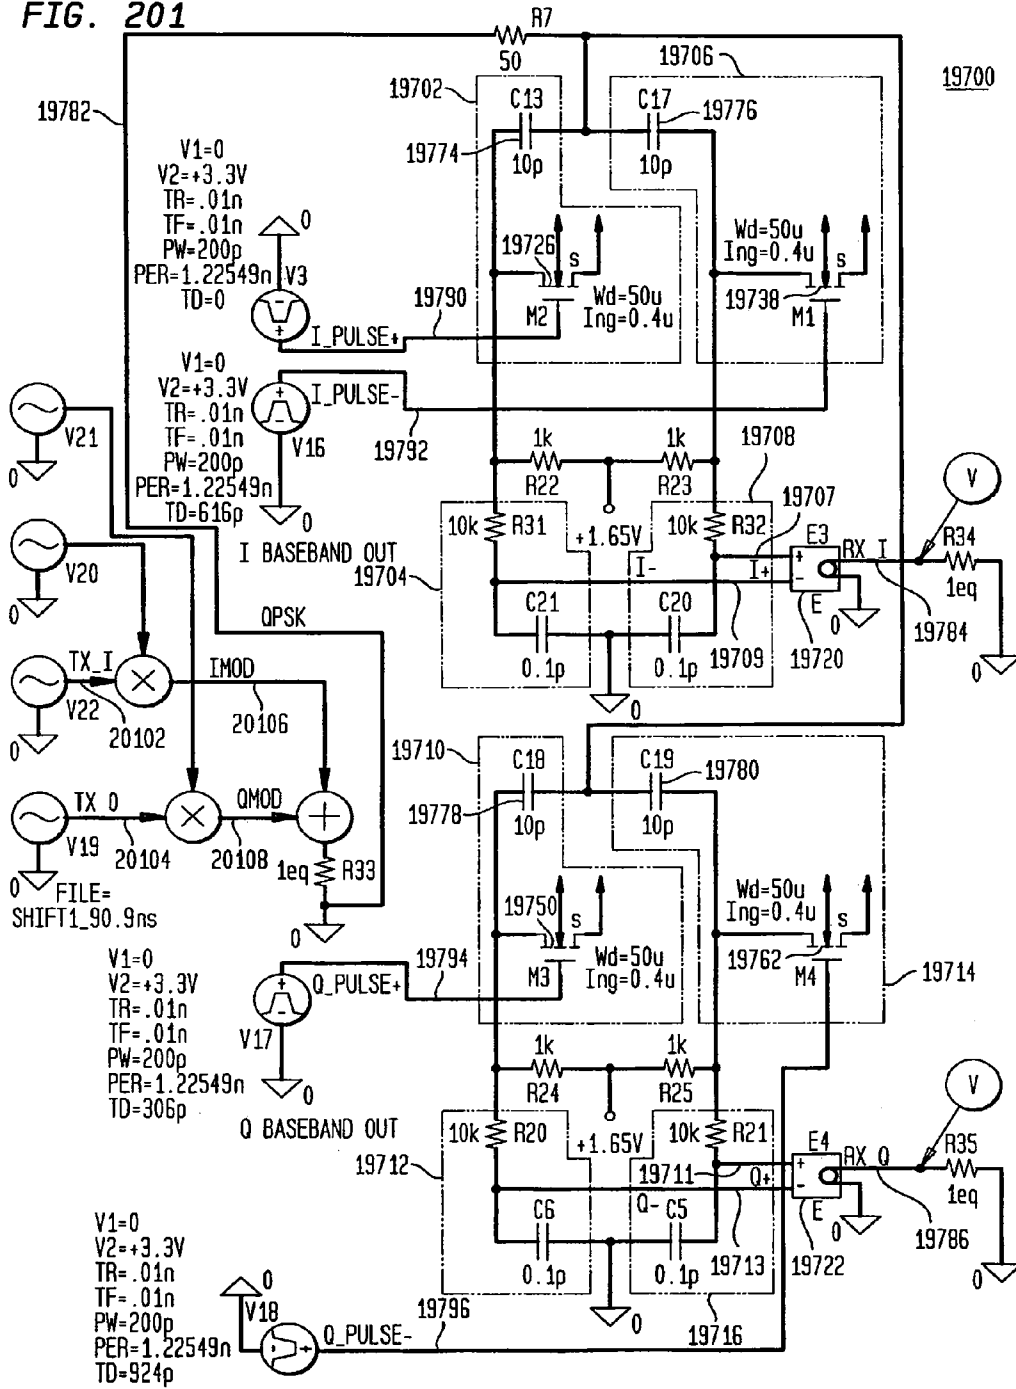 FIG. 201
R7
50
19700
19782
19702
19706
C13
10p
19774
C17
19776
10p
V1=0
V2=+3.3V
TR=.01n
TF=.01n
PW=200p
PER=1.22549n
TD=0
0
V3
19726
S
M2
Wd=50u
Ing=0.4u
Wd=50u
Ing=0.4u
S
19738
M1
19790
I_PULSE+
V1=0
V2=+3.3V
TR=.01n
TF=.01n
PW=200p
PER=1.22549n
TD=616p
I_PULSE-
V16
0
19792
V21
0
1k
R22
1k
R23
19708
10k
R31
+1.65V
10k
R32
19707
I BASEBAND OUT
19704
I-
I+
E3
+
-
E
RX_I
V
R34
1eq
0
19784
0
V20
0
QPSK
C21
0.1p
C20
0.1p
19709
19720
0
TX_I
V22
0
20102
IMOD
20106
19710
C18
10p
19778
C19
19780
10p
TX_Q
V19
0
20104
QMOD
20108
1eq
R33
0
FILE=
SHIFT1_90.9ns
19750
S
M3
Wd=50u
Ing=0.4u
Wd=50u
Ing=0.4u
S
19762
M4
19714
V1=0
V2=+3.3V
TR=.01n
TF=.01n
PW=200p
PER=1.22549n
TD=306p
Q_PULSE+
V17
0
19794
1k
R24
1k
R25
Q BASEBAND OUT
10k
R20
+1.65V
10k
R21
19712
19711
Q+
Q-
E4
+
-
E
RX_Q
V
R35
1eq
0
19786
0
C6
0.1p
C5
0.1p
19713
19722
0
19716
V1=0
V2=+3.3V
TR=.01n
TF=.01n
PW=200p
PER=1.22549n
TD=924p
0
V18
Q_PULSE-
19796